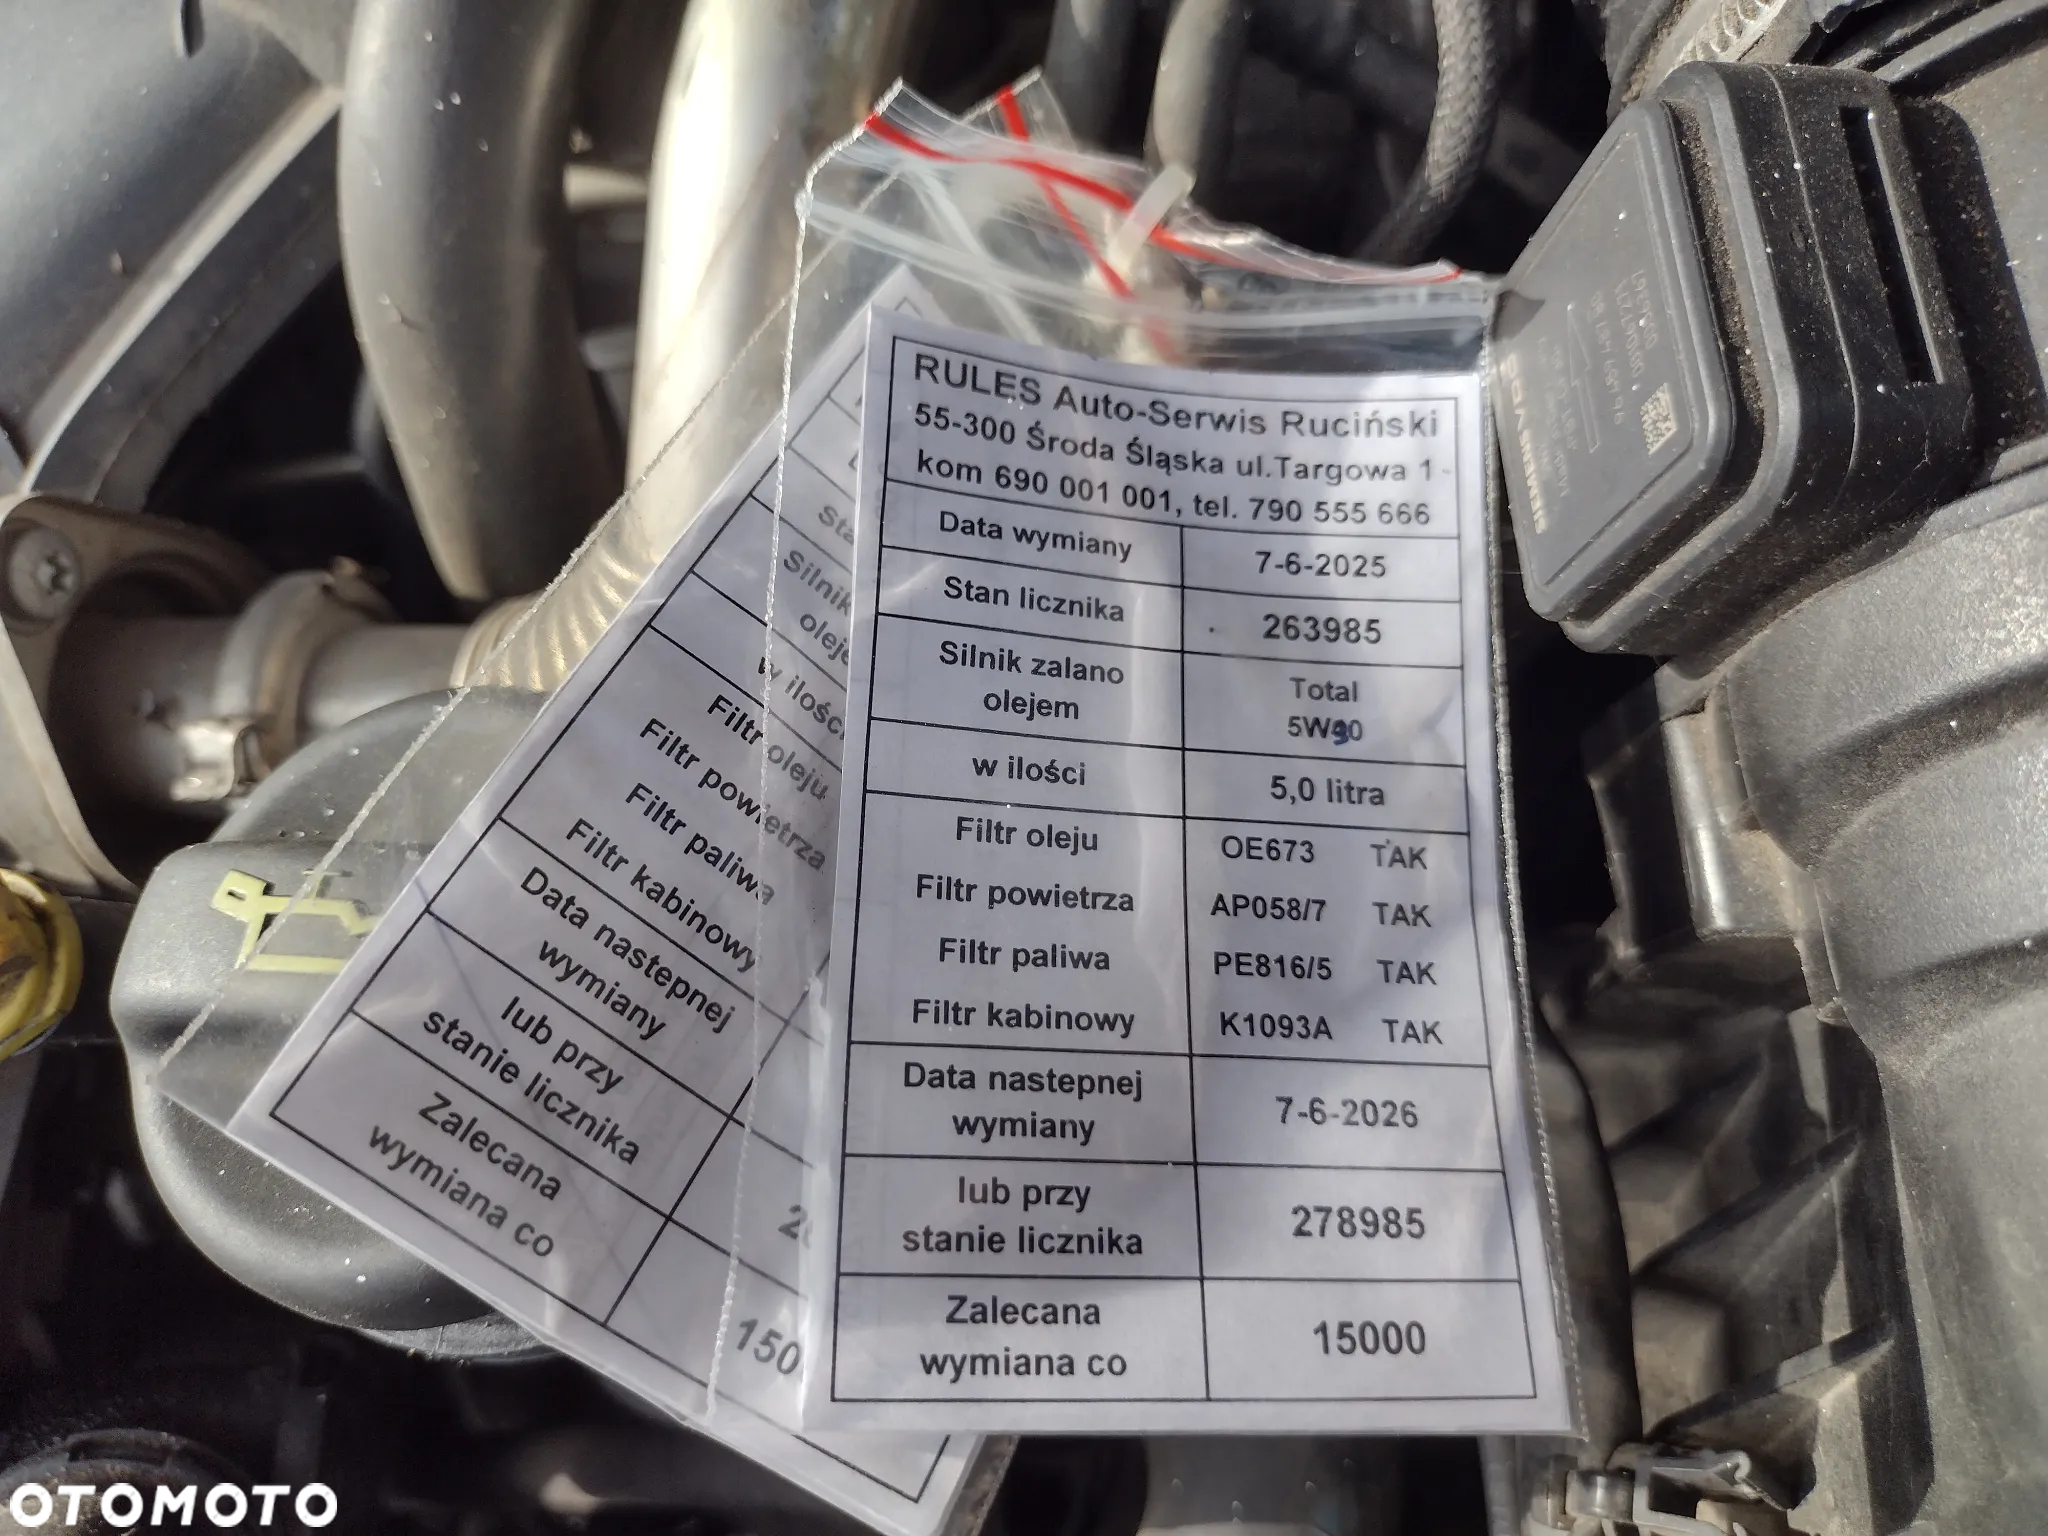 RULES Auto-Serwis Ruciński
55-300 Środa Śląska ul.Targowa 1
kom 690 001 001, tel. 790 555 666
Data wymiany 7-6-2025
Stan licznika 263985
Silnik zalano Total
olejem 5W30
w ilości 5,0 litra
Filtr oleju OE673 TAK
Filtr powietrza AP058/7 TAK
Filtr paliwa PE816/5 TAK
Filtr kabinowy K1093A TAK
Data nastepnej
wymiany
7-6-2026
lub przy
stanie licznika
278985
Zalecana
wymiana co
15000
Silnik
w ilości
Filtr oleju
Filtr powietrza
Filtr paliwa
Filtr kabinowy
Data nastepnej
wymiany
lub przy
stanie licznika
Zalecana
wymiana co
150
SIEMENS VDO
OTOMOTO